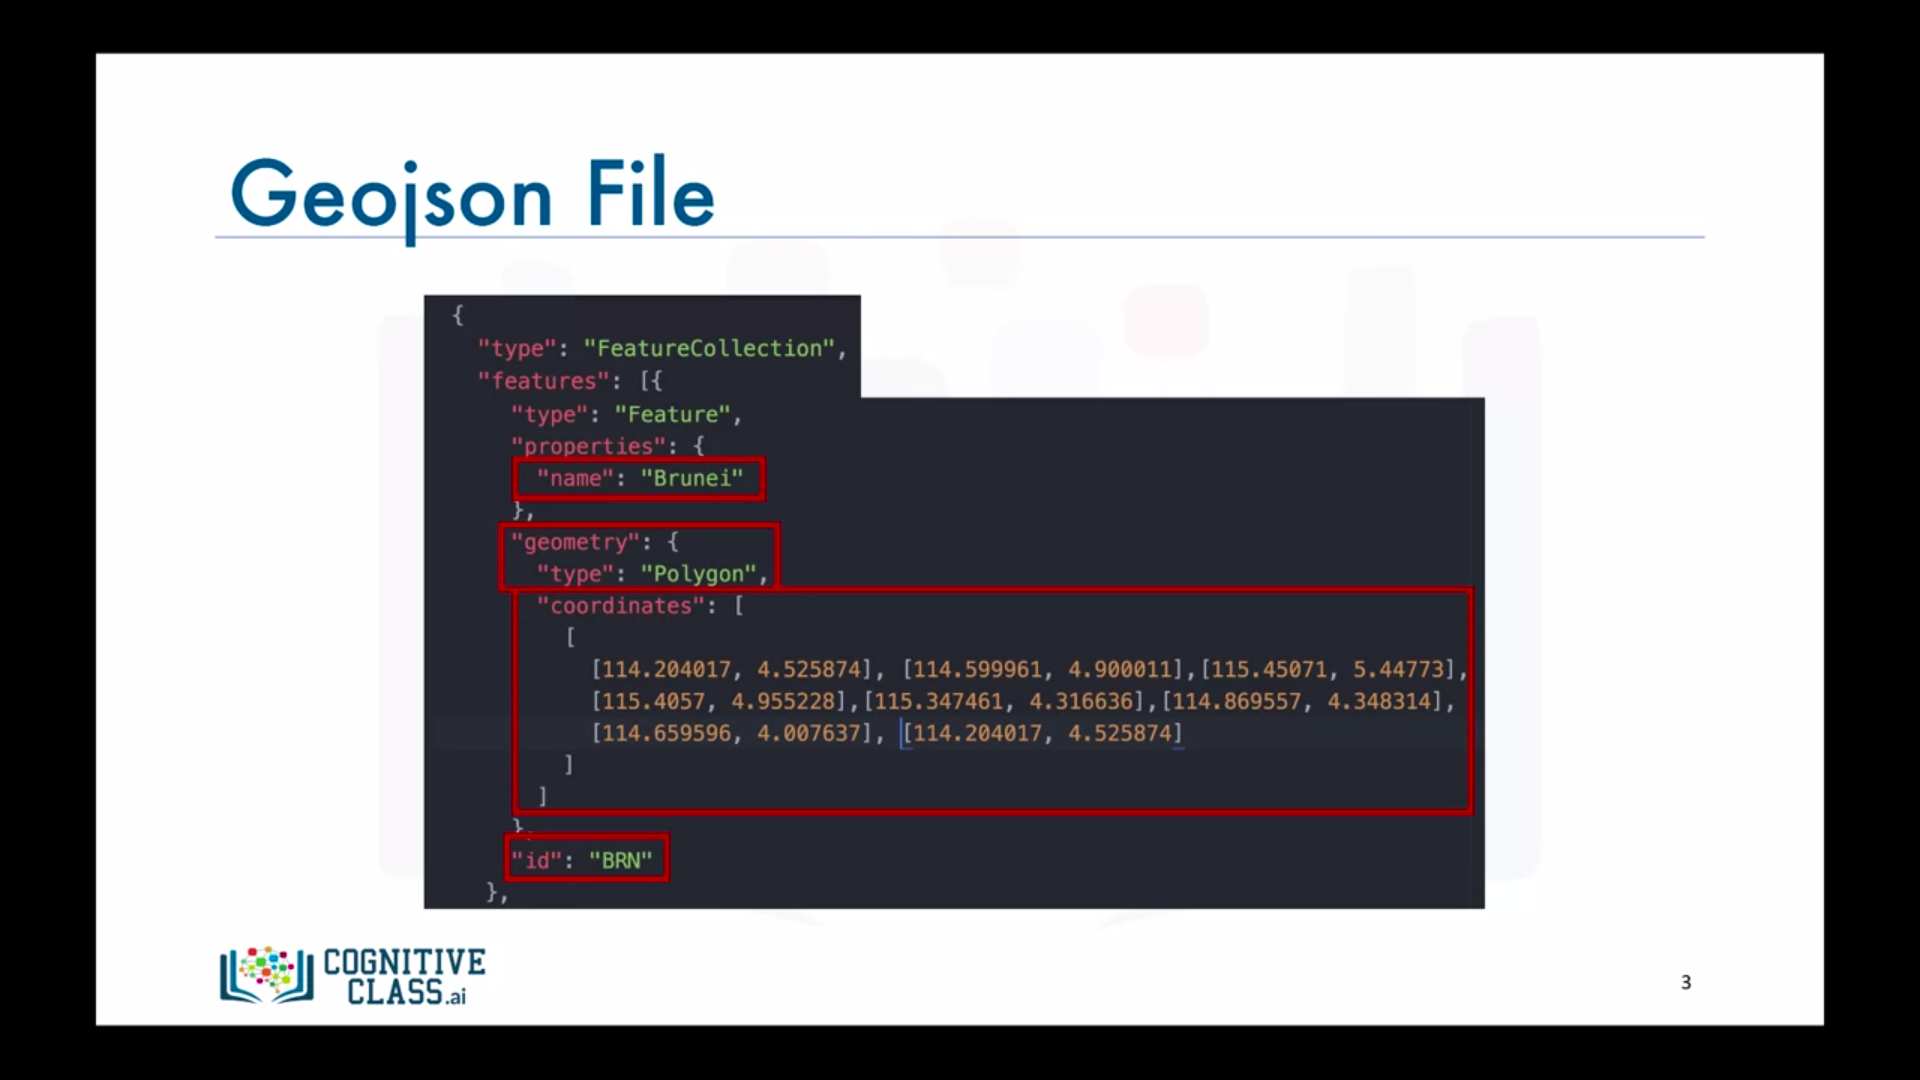 Geojson File
{
"type": "FeatureCollection",
"features": [{
"type": "Feature",
"properties": {
"name": "Brunei"
},
"geometry": {
"type": "Polygon",
"coordinates": [
[
[114.204017, 4.525874], [114.599961, 4.900011],[115.45071, 5.44773],
[115.4057, 4.955228],[115.347461, 4.316636],[114.869557, 4.348314],
[114.659596, 4.007637], [114.204017, 4.525874]
]
]
},
"id": "BRN"
},
COGNITIVE
CLASS.ai
3